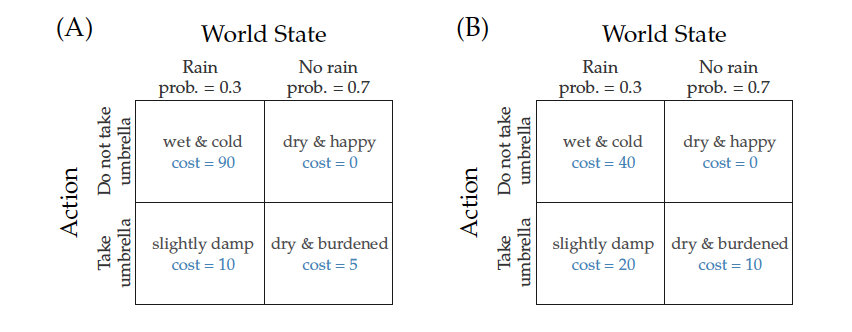 (A)
World State
Rain
prob. = 0.3
No rain
prob. = 0.7
Action
Do not take
umbrella
wet & cold
cost = 90
dry & happy
cost = 0
Take
umbrella
slightly damp
cost = 10
dry & burdened
cost = 5
(B)
World State
Rain
prob. = 0.3
No rain
prob. = 0.7
Action
Do not take
umbrella
wet & cold
cost = 40
dry & happy
cost = 0
Take
umbrella
slightly damp
cost = 20
dry & burdened
cost = 10